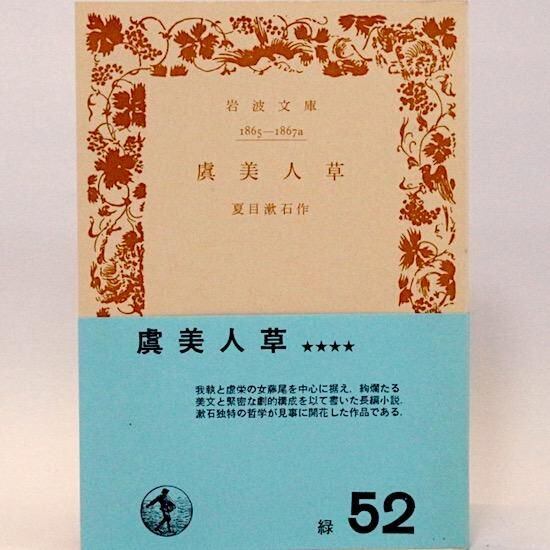 岩波文庫
1865—1867a
虞美人草
夏目漱石作
虞美人草 ★★★★
我執と虚栄の女藤尾を中心に据え，絢爛たる
美文と緊密な劇的構成を以て書いた長編小説．
漱石独特の哲学が見事に開花した作品である．
緑 52